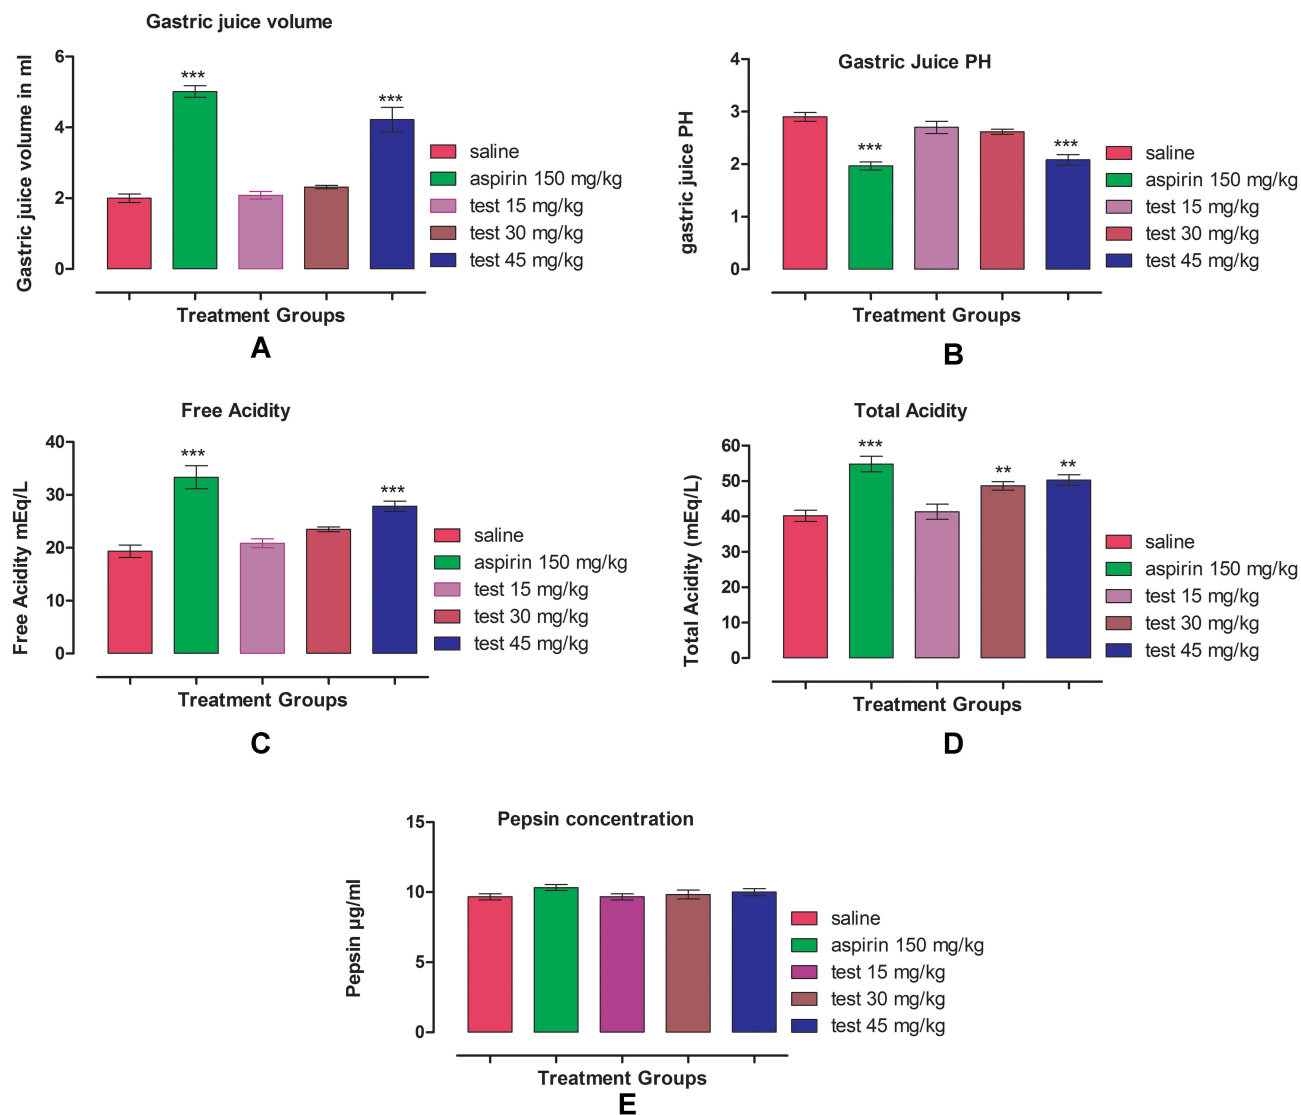 Gastric juice volume
Gastric juice volume in ml
6
4
2
0
***
***
saline
aspirin 150 mg/kg
test 15 mg/kg
test 30 mg/kg
test 45 mg/kg
Treatment Groups
A
Gastric Juice PH
gastric juice PH
4
3
2
1
0
***
***
saline
aspirin 150 mg/kg
test 15 mg/kg
test 30 mg/kg
test 45 mg/kg
Treatment Groups
B
Free Acidity
Free Acidity mEq/L
40
30
20
10
0
***
***
saline
aspirin 150 mg/kg
test 15 mg/kg
test 30 mg/kg
test 45 mg/kg
Treatment Groups
C
Total Acidity
Total Acidity (mEq/L)
60
50
40
30
20
10
0
***
**
**
saline
aspirin 150 mg/kg
test 15 mg/kg
test 30 mg/kg
test 45 mg/kg
Treatment Groups
D
Pepsin concentration
Pepsin µg/ml
15
10
5
0
saline
aspirin 150 mg/kg
test 15 mg/kg
test 30 mg/kg
test 45 mg/kg
Treatment Groups
E